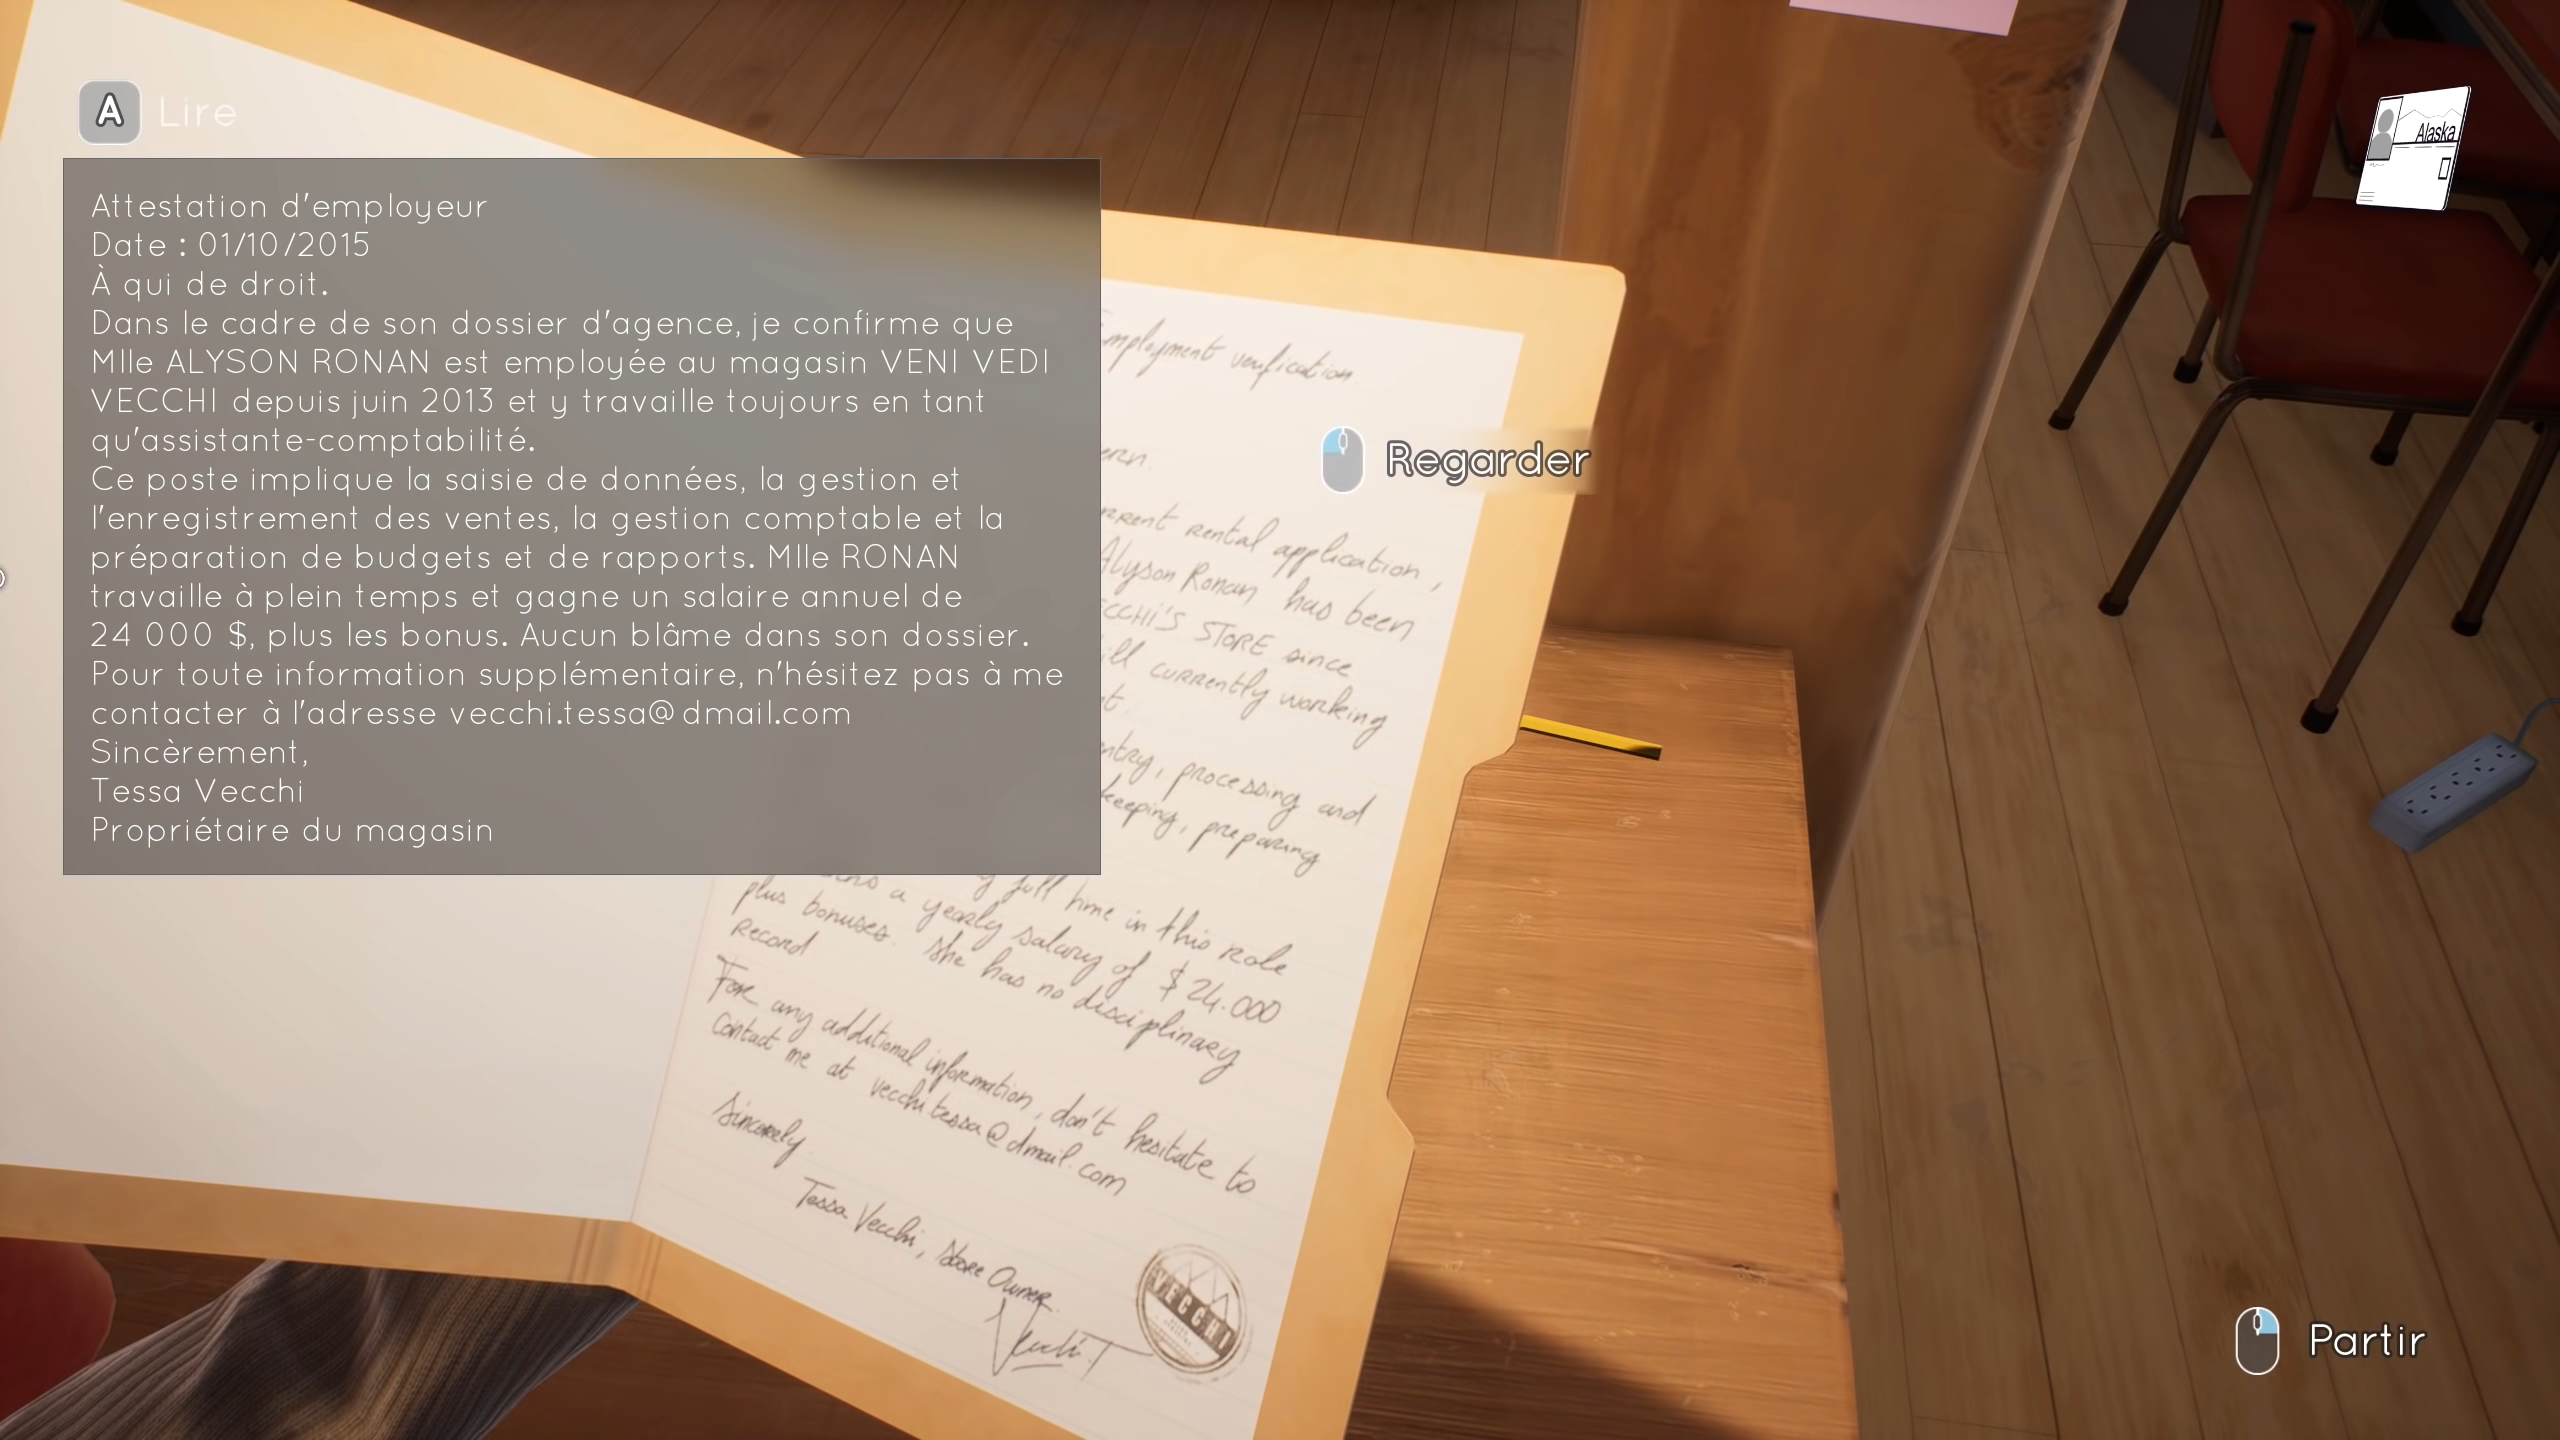 A Lire
Attestation d'employeur
Date : 01/10/2015
À qui de droit.
Dans le cadre de son dossier d'agence, je confirme que
Mlle ALYSON RONAN est employée au magasin VENI VEDI
VECCHI depuis juin 2013 et y travaille toujours en tant
qu'assistante-comptabilité.
Ce poste implique la saisie de données, la gestion et
l'enregistrement des ventes, la gestion comptable et la
préparation de budgets et de rapports. Mlle RONAN
travaille à plein temps et gagne un salaire annuel de
24 000 $, plus les bonus. Aucun blâme dans son dossier.
Pour toute information supplémentaire, n'hésitez pas à me
contacter à l'adresse vecchi.tessa@dmail.com
Sincèrement,
Tessa Vecchi
Propriétaire du magasin
verification
Regarder
rental application,
Alyson Ronan has been
VECCHI'S STORE since
currently working
processing and
keeping, preparing
full time in this role
a yearly salary of $24.000
plus bonuses. She has no disciplinary
Record
For any additional information, don't hesitate to
Contact me at vecchi.tessa@dmail.com
Sincerely.
Tessa Vecchi, Store Owner.
Vecchi.T
VECCHI
Alaska
Partir